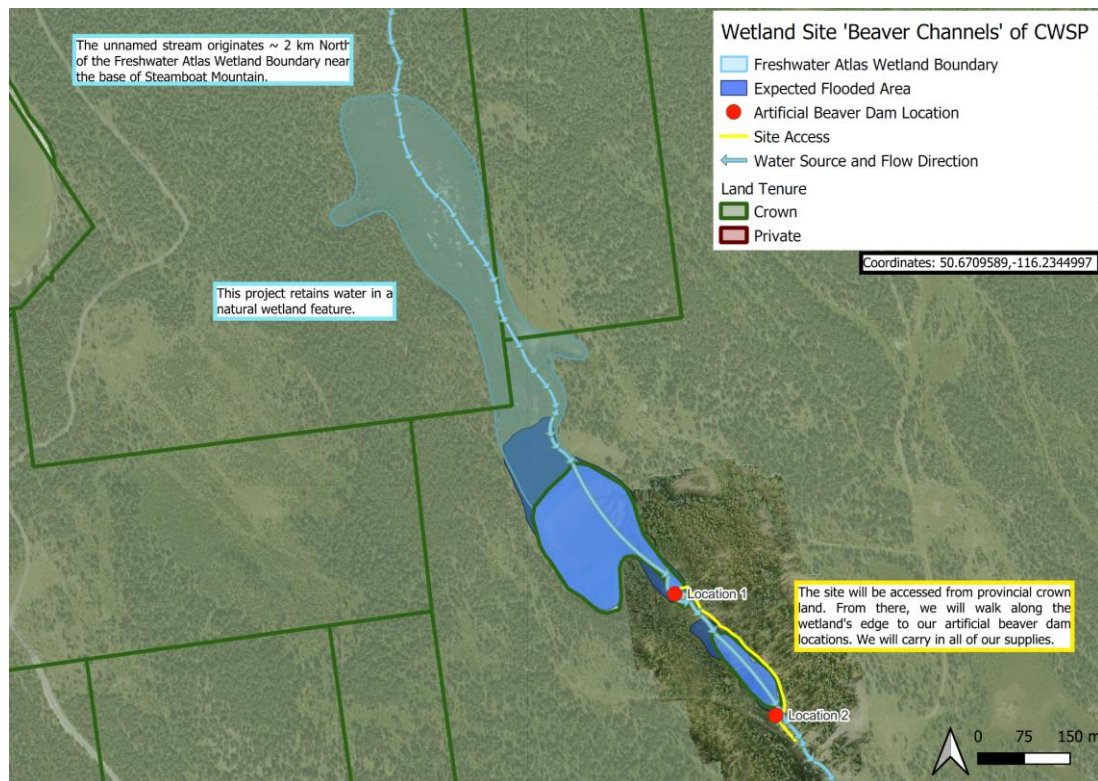 The unnamed stream originates ~ 2 km North
of the Freshwater Atlas Wetland Boundary near
the base of Steamboat Mountain.
Wetland Site 'Beaver Channels' of CWSP
Freshwater Atlas Wetland Boundary
Expected Flooded Area
Artificial Beaver Dam Location
Site Access
Water Source and Flow Direction
Land Tenure
Crown
Private
Coordinates: 50.6709589,-116.2344997
This project retains water in a
natural wetland feature.
Location 1
The site will be accessed from provincial crown
land. From there, we will walk along the
wetland's edge to our artificial beaver dam
locations. We will carry in all of our supplies.
Location 2
0 75 150 m